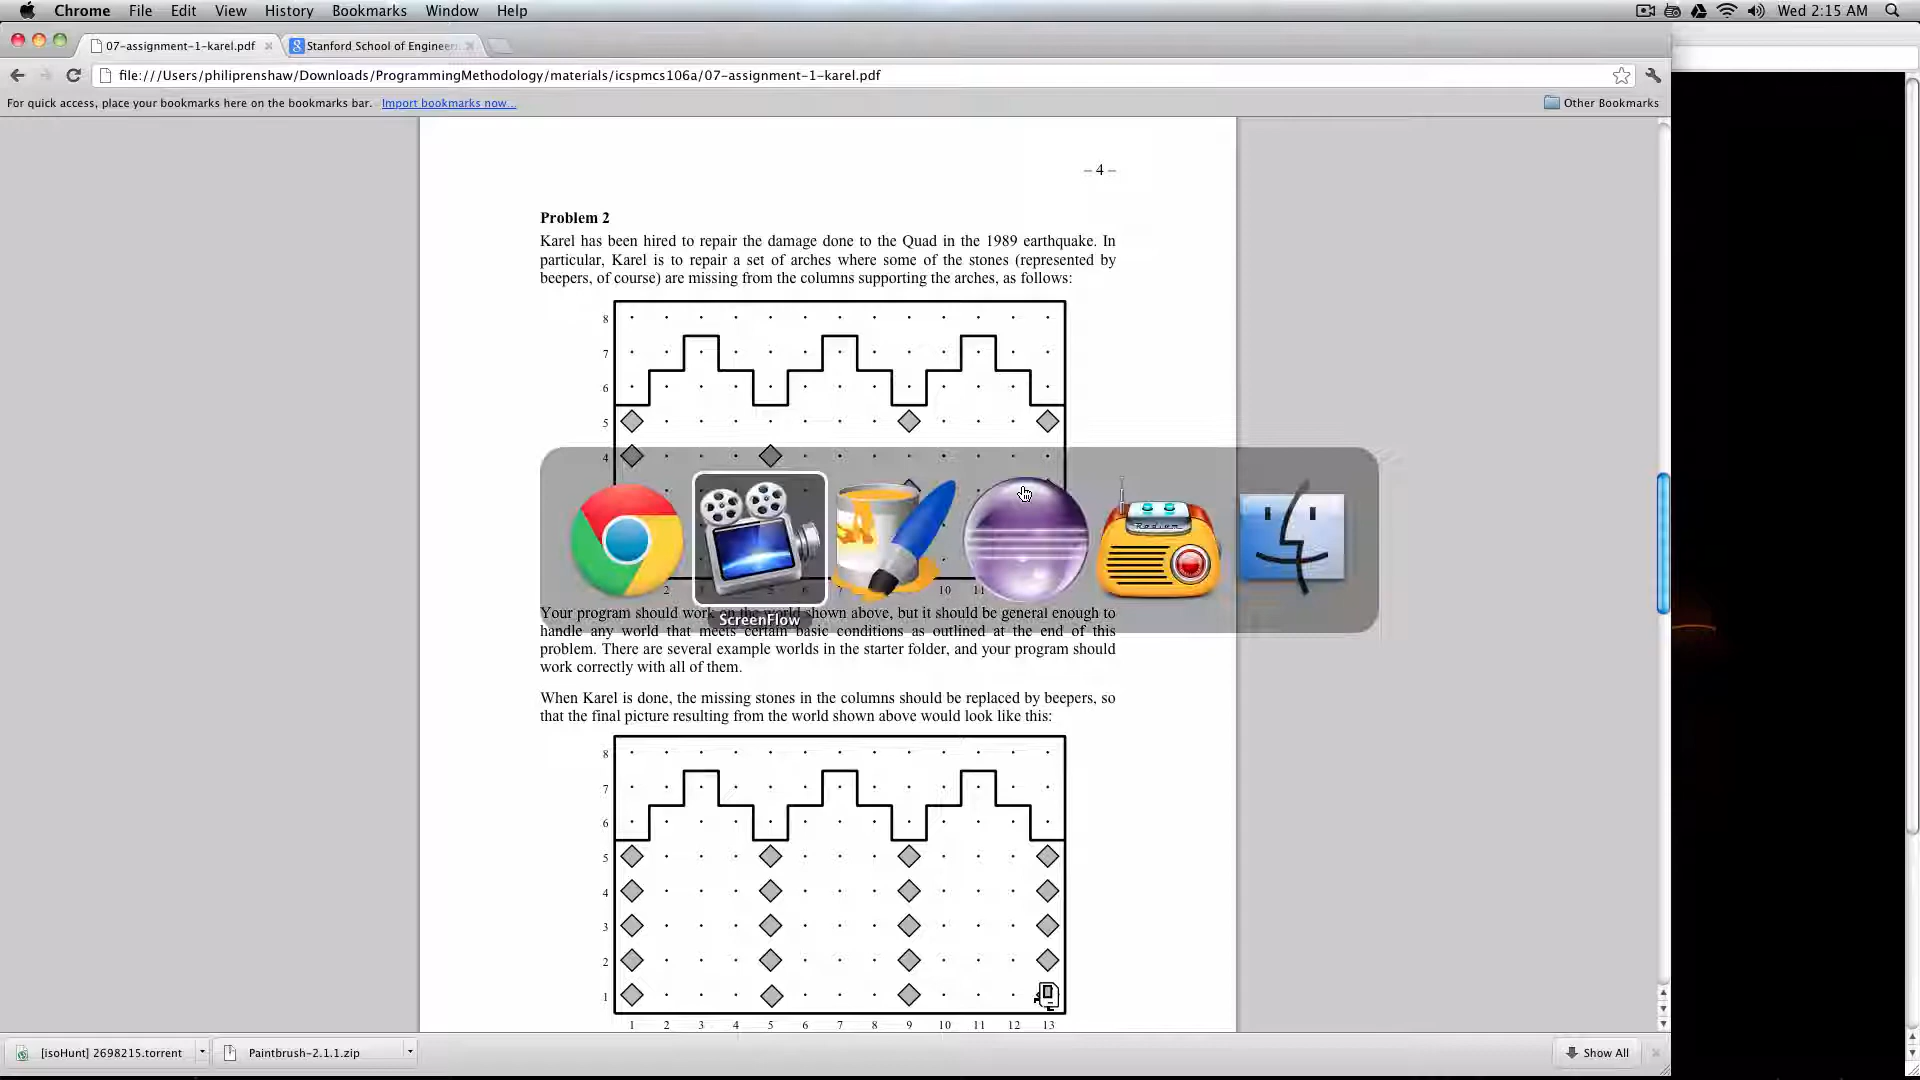 Chrome File Edit View History Bookmarks Window Help Wed 2:15 AM
07-assignment-1-karel.pdf Stanford School of Engineer
file:///Users/philiprenshaw/Downloads/ProgrammingMethodology/materials/icspmcs106a/07-assignment-1-karel.pdf
For quick access, place your bookmarks here on the bookmarks bar. Import bookmarks now... Other Bookmarks
– 4 –
Problem 2
Karel has been hired to repair the damage done to the Quad in the 1989 earthquake. In
particular, Karel is to repair a set of arches where some of the stones (represented by
beepers, of course) are missing from the columns supporting the arches, as follows:
8
7
6
5
4
2 10 11
ScreenFlow
Your program should work on the world shown above, but it should be general enough to
handle any world that meets certain basic conditions as outlined at the end of this
problem. There are several example worlds in the starter folder, and your program should
work correctly with all of them.
When Karel is done, the missing stones in the columns should be replaced by beepers, so
that the final picture resulting from the world shown above would look like this:
8
7
6
5
4
3
2
1
1 2 3 4 5 6 7 8 9 10 11 12 13
[isoHunt] 2698215.torrent Paintbrush-2.1.1.zip Show All